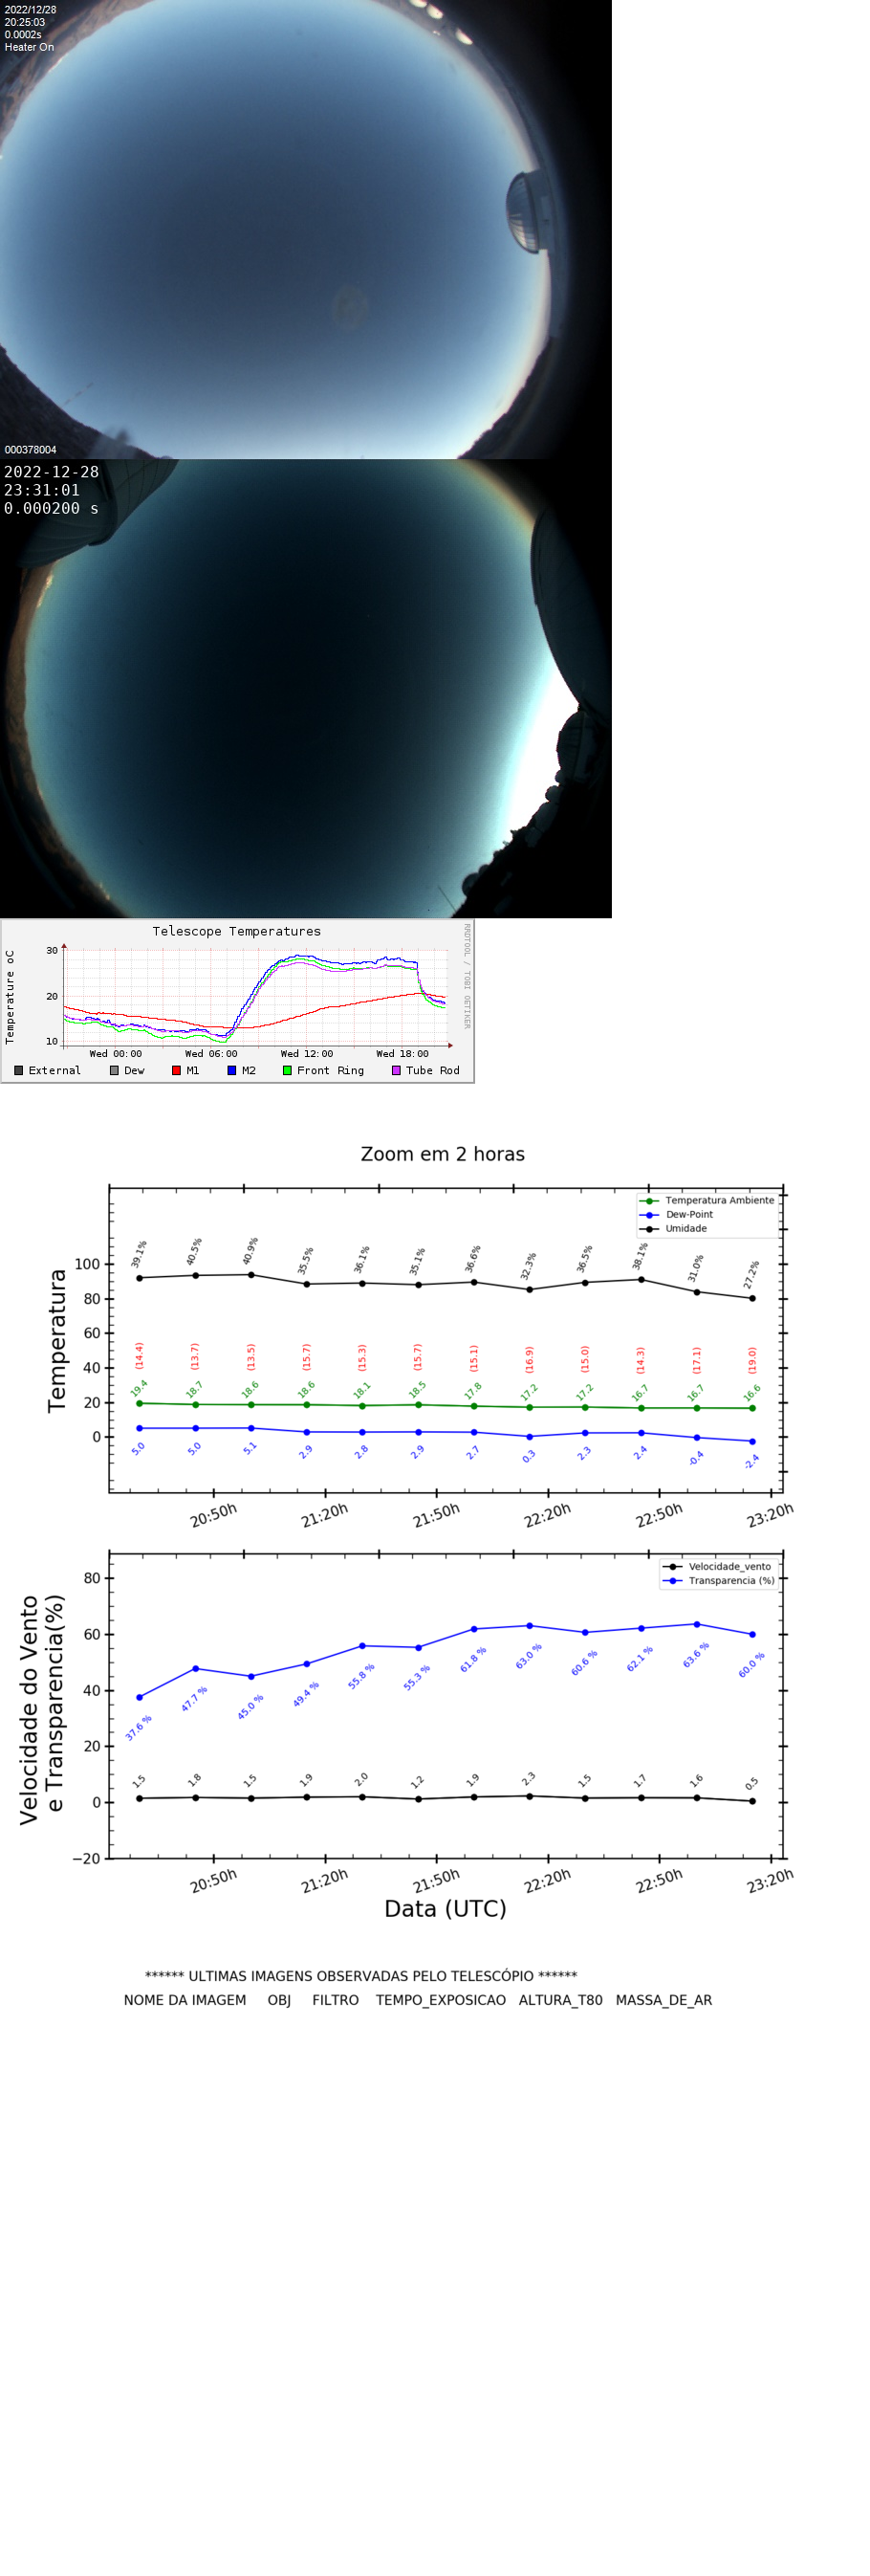 2022/12/28
20:25:03
0.0002s
Heater On
000378004
2022-12-28
23:31:01
0.000200 s
Telescope Temperatures
RRDTOOL / TOBI OETIKER
Temperature oC
30
20
10
Wed 00:00 Wed 06:00 Wed 12:00 Wed 18:00
External Dew M1 M2 Front Ring Tube Rod
Zoom em 2 horas
Temperatura Ambiente
Dew-Point
Umidade
Temperatura
100
80
60
40
20
0
39.1% 40.5% 40.9% 35.5% 36.1% 35.1% 36.6% 32.3% 36.5% 38.1% 31.0% 27.2%
(14.4) (13.7) (13.5) (15.7) (15.3) (15.7) (15.1) (16.9) (15.0) (14.3) (17.1) (19.0)
19.4 18.7 18.6 18.6 18.1 18.5 17.8 17.2 17.2 16.7 16.7 16.6
5.0 5.0 5.1 2.9 2.8 2.9 2.7 0.3 2.3 2.4 -0.4 -2.4
20:50h 21:20h 21:50h 22:20h 22:50h 23:20h
Velocidade_vento
Transparencia (%)
Velocidade do Vento
e Transparencia(%)
80
60
40
20
0
−20
37.6 % 47.7 % 45.0 % 49.4 % 55.8 % 55.3 % 61.8 % 63.0 % 60.6 % 62.1 % 63.6 % 60.0 %
1.5 1.8 1.5 1.9 2.0 1.2 1.9 2.3 1.5 1.7 1.6 0.5
20:50h 21:20h 21:50h 22:20h 22:50h 23:20h
Data (UTC)
****** ULTIMAS IMAGENS OBSERVADAS PELO TELESCÓPIO ******
NOME DA IMAGEM OBJ FILTRO TEMPO_EXPOSICAO ALTURA_T80 MASSA_DE_AR